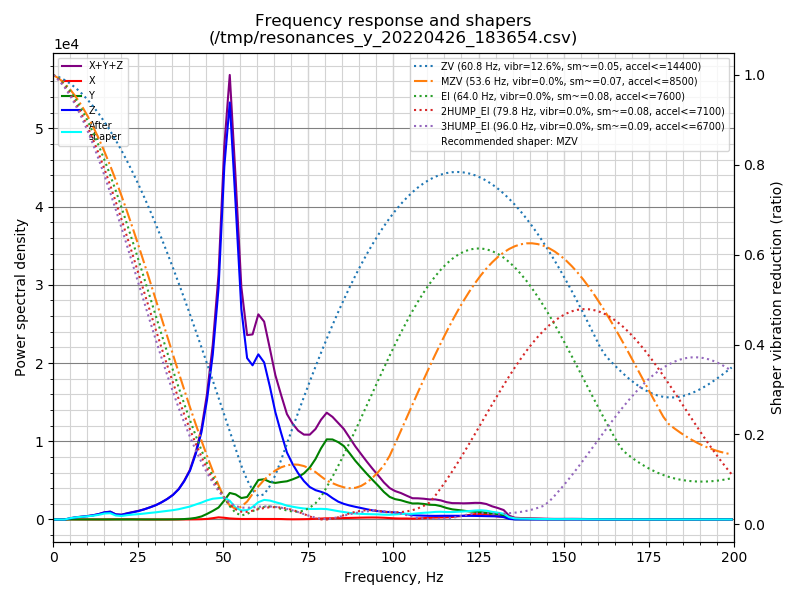 Frequency response and shapers
(/tmp/resonances_y_20220426_183654.csv)
1e4
X+Y+Z
X
Y
Z
After
shaper
ZV (60.8 Hz, vibr=12.6%, sm~=0.05, accel<=14400)
MZV (53.6 Hz, vibr=0.0%, sm~=0.07, accel<=8500)
EI (64.0 Hz, vibr=0.0%, sm~=0.08, accel<=7600)
2HUMP_EI (79.8 Hz, vibr=0.0%, sm~=0.08, accel<=7100)
3HUMP_EI (96.0 Hz, vibr=0.0%, sm~=0.09, accel<=6700)
Recommended shaper: MZV
5
4
3
2
1
0
Power spectral density
1.0
0.8
0.6
0.4
0.2
0.0
Shaper vibration reduction (ratio)
0 25 50 75 100 125 150 175 200
Frequency, Hz